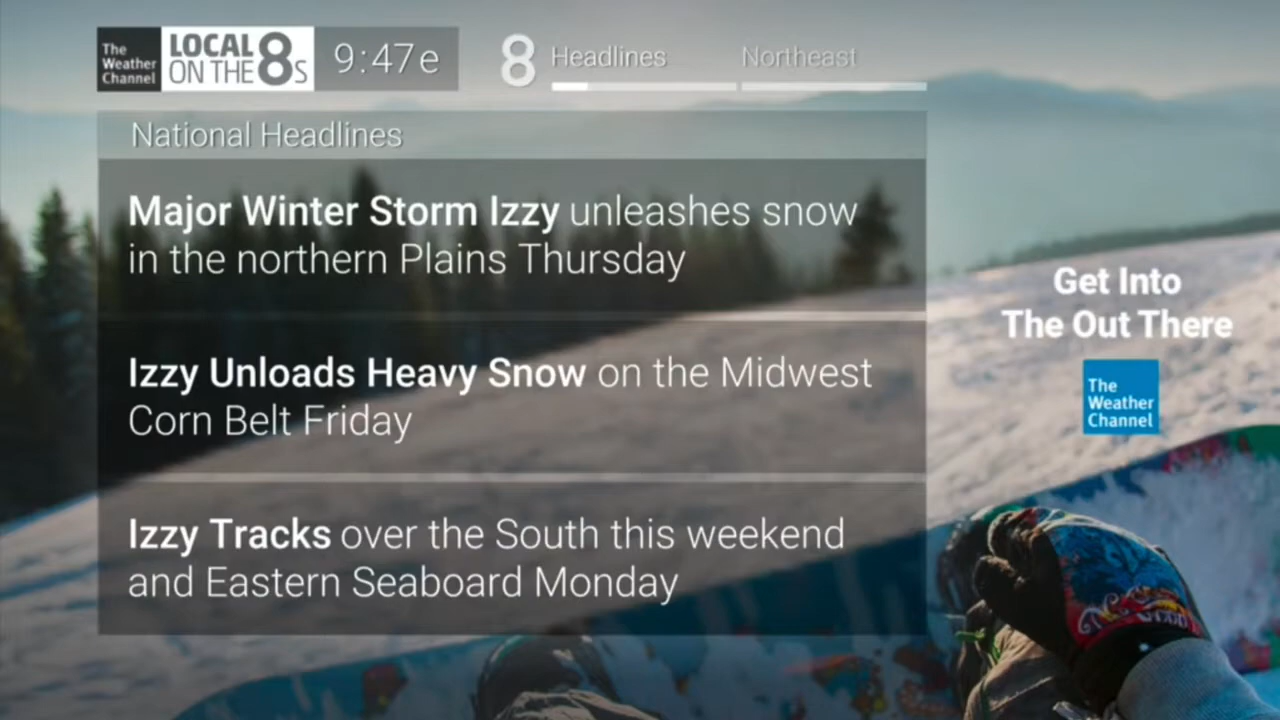 The
Weather
Channel
LOCAL
ON THE 8s
9:47e
8
Headlines
Northeast
National Headlines
Major Winter Storm Izzy unleashes snow
in the northern Plains Thursday
Izzy Unloads Heavy Snow on the Midwest
Corn Belt Friday
Izzy Tracks over the South this weekend
and Eastern Seaboard Monday
Get Into
The Out There
The
Weather
Channel